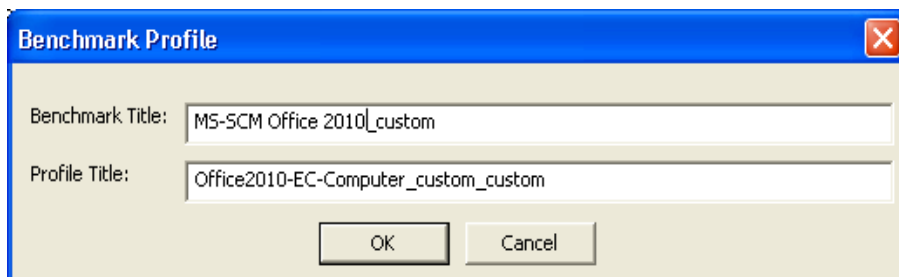 Benchmark Profile
Benchmark Title: MS-SCM Office 2010_custom
Profile Title: Office2010-EC-Computer_custom_custom
OK Cancel